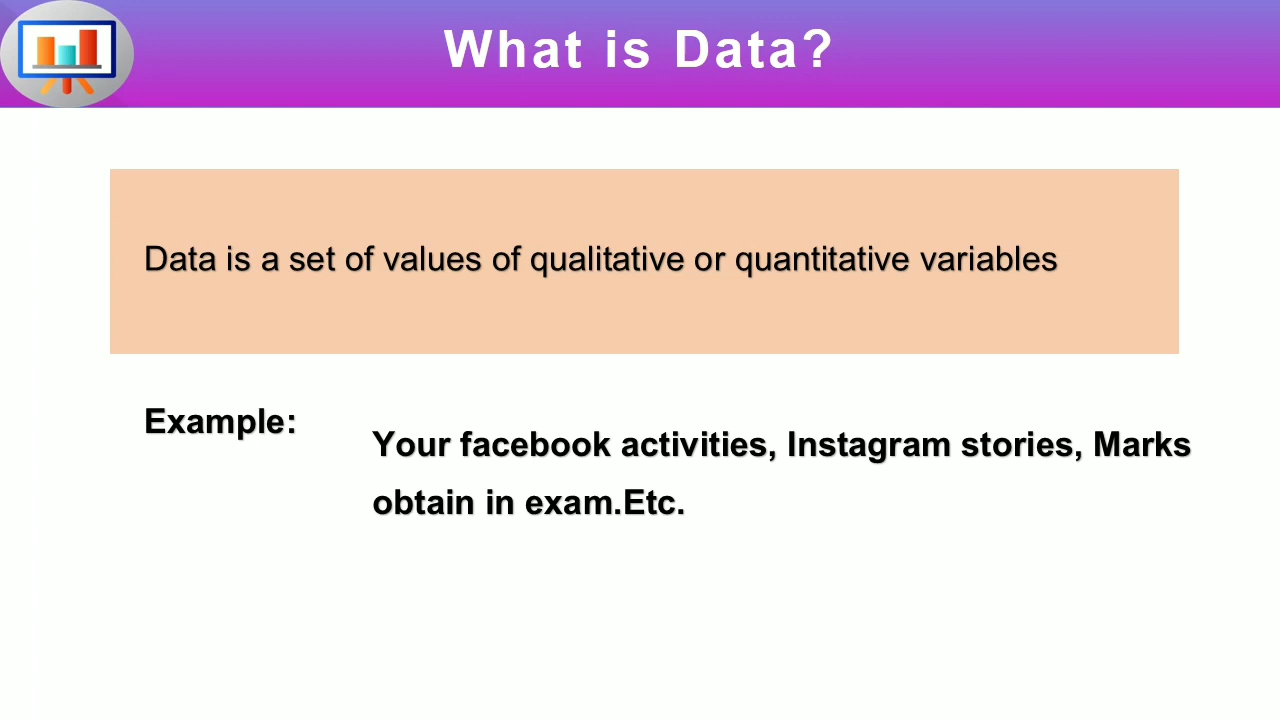 What is Data?
Data is a set of values of qualitative or quantitative variables
Example:
Your facebook activities, Instagram stories, Marks
obtain in exam.Etc.